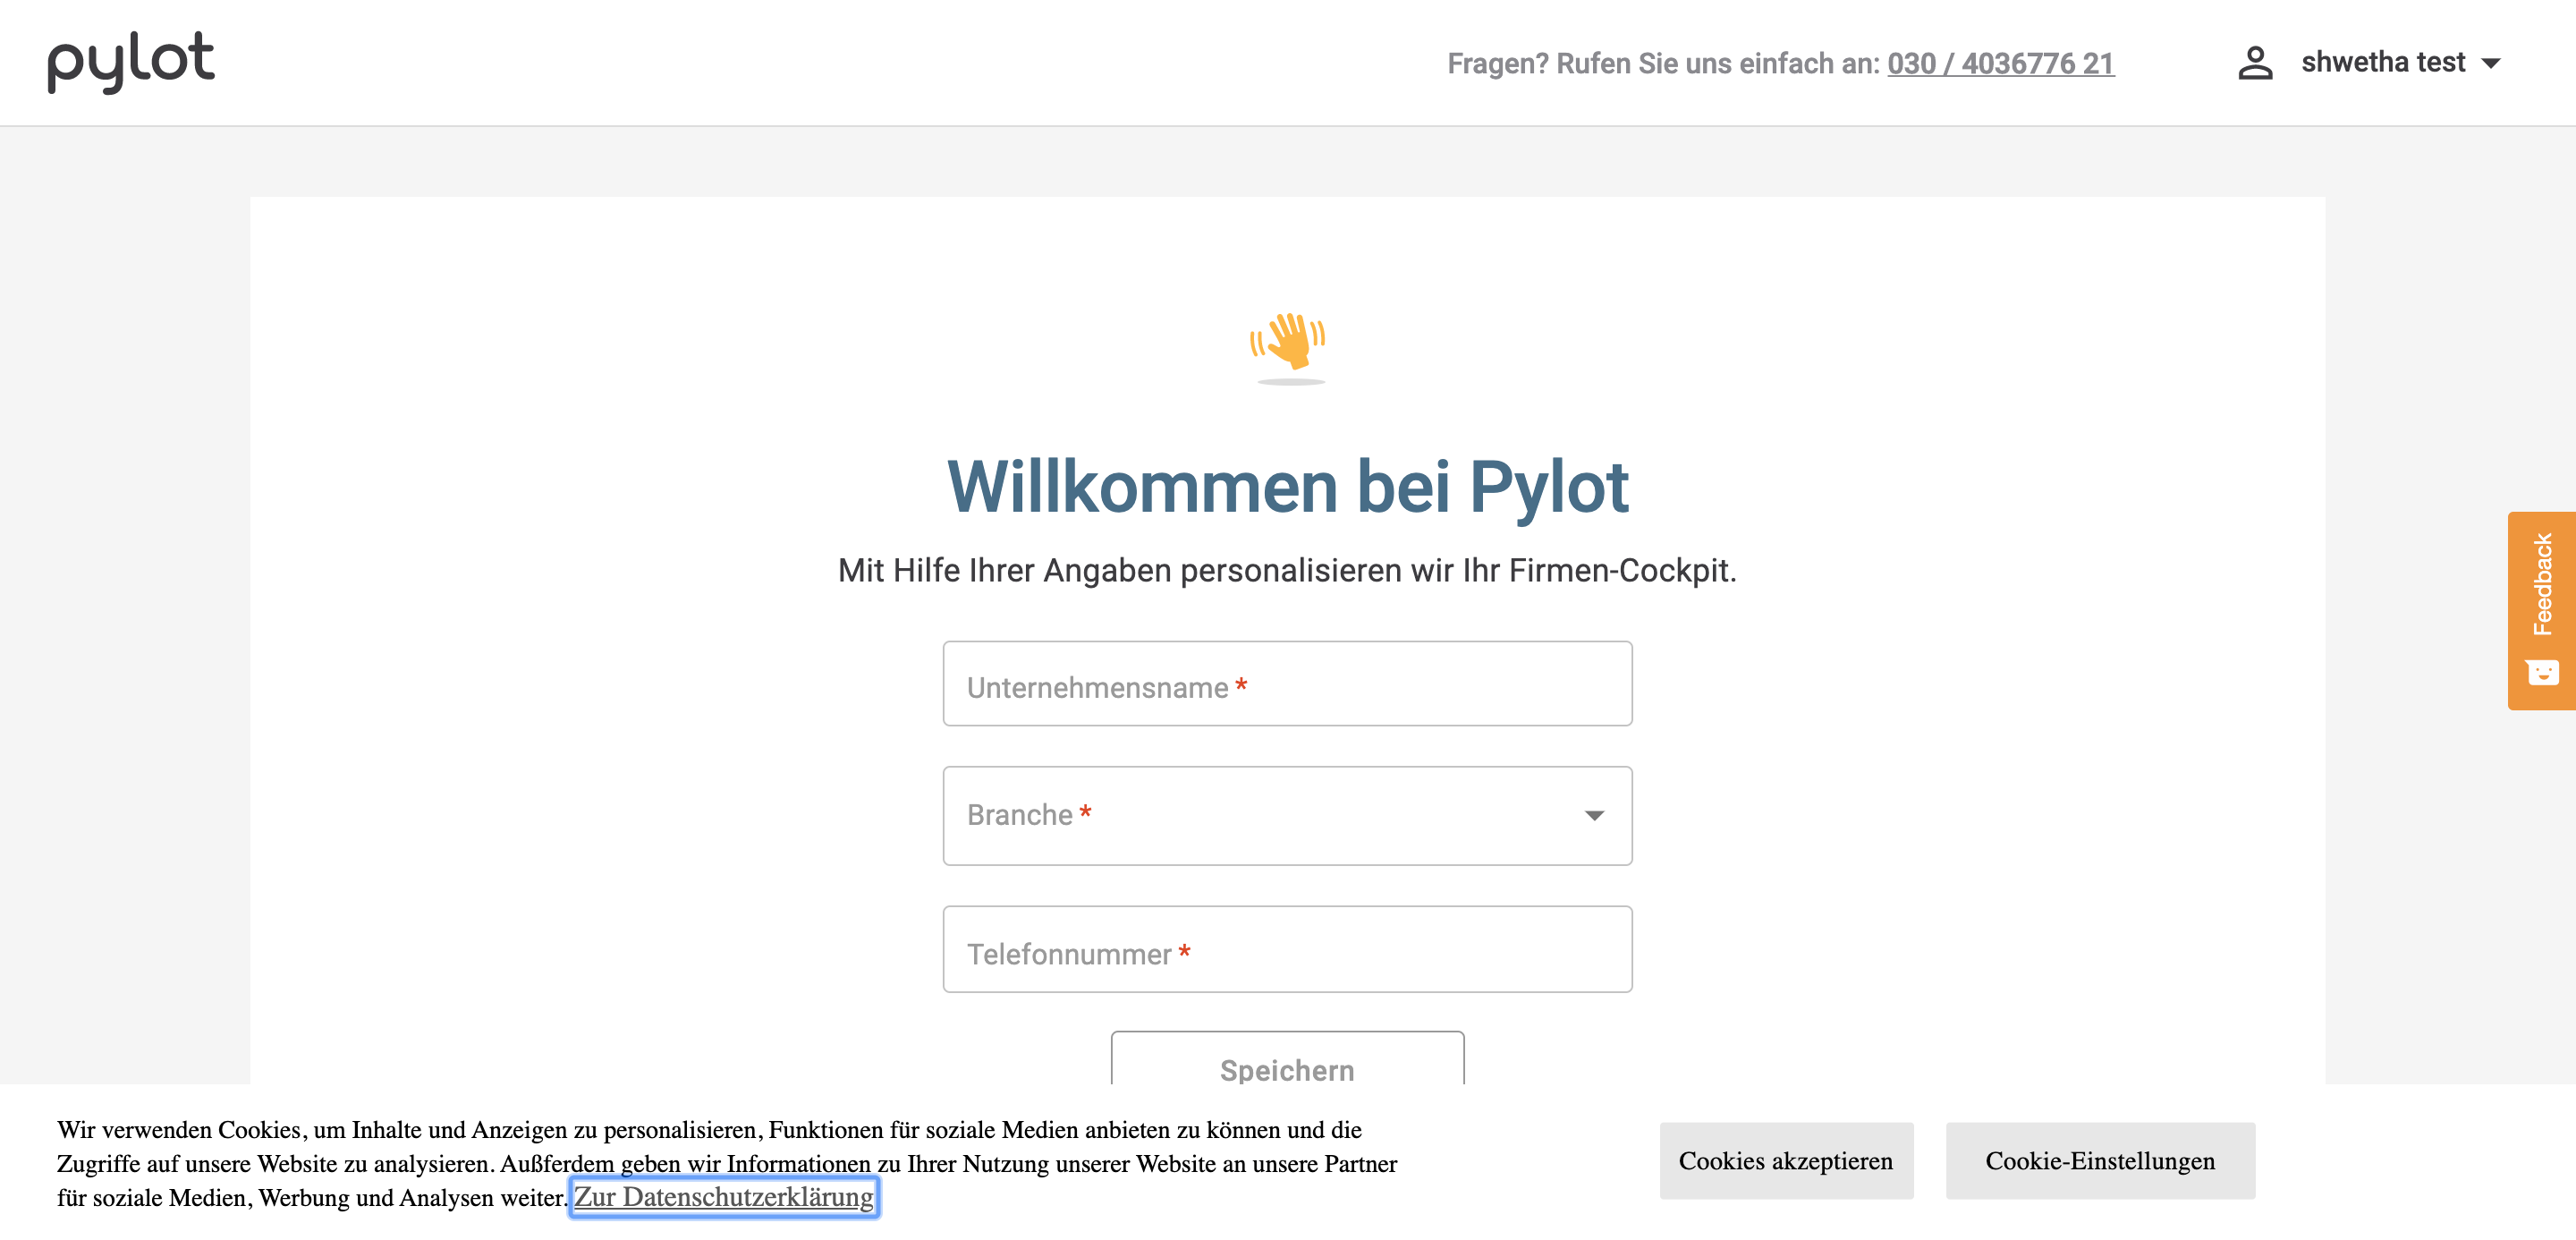 pylot
Fragen? Rufen Sie uns einfach an: 030 / 4036776 21
shwetha test
Willkommen bei Pylot
Mit Hilfe Ihrer Angaben personalisieren wir Ihr Firmen-Cockpit.
Unternehmensname *
Branche *
Telefonnummer *
Speichern
Feedback
Wir verwenden Cookies, um Inhalte und Anzeigen zu personalisieren, Funktionen für soziale Medien anbieten zu können und die
Zugriffe auf unsere Website zu analysieren. Außferdem geben wir Informationen zu Ihrer Nutzung unserer Website an unsere Partner
für soziale Medien, Werbung und Analysen weiter. Zur Datenschutzerklärung
Cookies akzeptieren
Cookie-Einstellungen